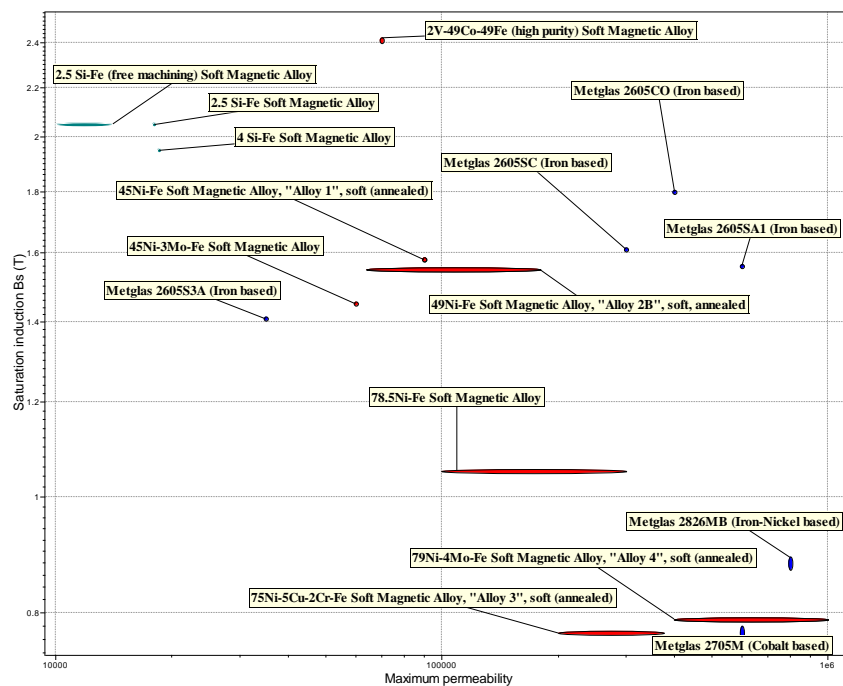 2V-49Co-49Fe (high purity) Soft Magnetic Alloy
2.4
2.2
2.5 Si-Fe (free machining) Soft Magnetic Alloy
Metglas 2605CO (Iron based)
2.5 Si-Fe Soft Magnetic Alloy
2
4 Si-Fe Soft Magnetic Alloy
Metglas 2605SC (Iron based)
1.8
45Ni-Fe Soft Magnetic Alloy, "Alloy 1", soft (annealed)
Metglas 2605SA1 (Iron based)
45Ni-3Mo-Fe Soft Magnetic Alloy
1.6
Metglas 2605S3A (Iron based)
49Ni-Fe Soft Magnetic Alloy, "Alloy 2B", soft, annealed
1.4
Saturation induction Bs (T)
78.5Ni-Fe Soft Magnetic Alloy
1.2
1
Metglas 2826MB (Iron-Nickel based)
79Ni-4Mo-Fe Soft Magnetic Alloy, "Alloy 4", soft (annealed)
75Ni-5Cu-2Cr-Fe Soft Magnetic Alloy, "Alloy 3", soft (annealed)
0.8
Metglas 2705M (Cobalt based)
10000
100000
1e6
Maximum permeability